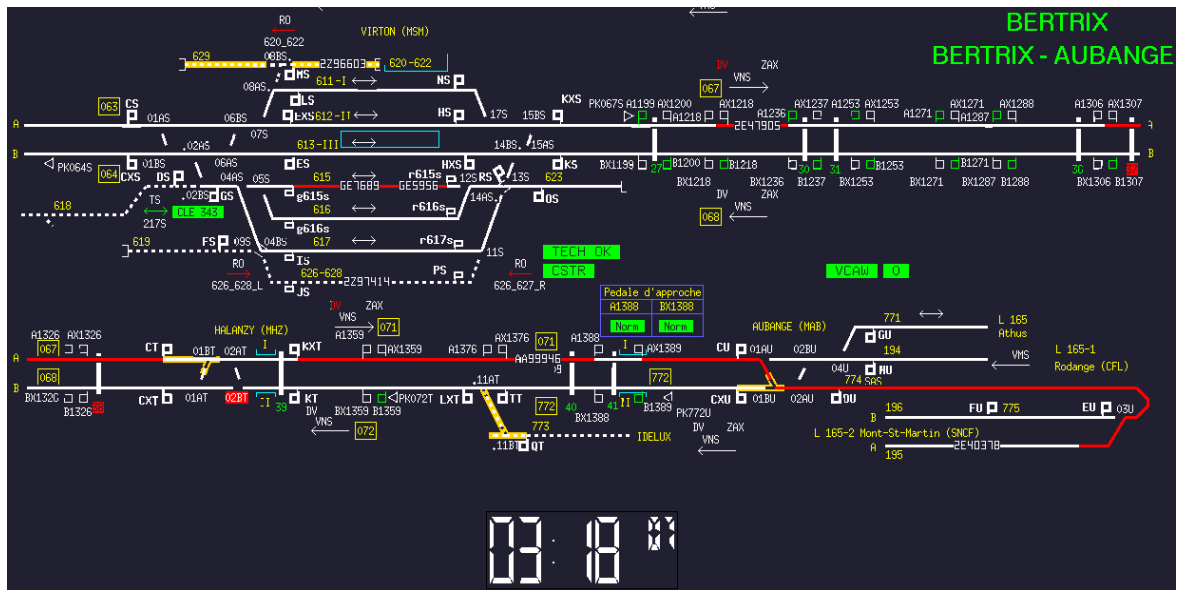 BERTRIX
BERTRIX - AUBANGE
RO
620_622
VIRTON (MSM)
629
08BS
MS
2Z96603
620-622
611-I
NS
08AS
LS
DV ZAX
067
VNS
063
CS
EXS
612-II
HS
17S
15BS
KXS
PK067S
A1199
AX1200
A1218
AX1218
A1236
AX1237
A1253
AX1253
A1271
AX1271
A1287
AX1288
A1306
AX1307
A
01AS
06BS
07S
2E47905
A
613-III
B
.02AS
14BS.
15AS
B
PK064S
064
CXS
01BS
DS
06AS
04AS
ES
HXS
RS
KS
BX1199
27
B1200
B1218
BX1218
BX1236
30
B1237
31
BX1253
B1253
BX1271
B1271
BX1287
B1288
36
BX1306
B1307
37
05S
615
GE7689
GE5956
r615s
12S
13S
623
L
.02BS
GS
g615s
14AS.
OS
DV ZAX
068
VNS
618
TS
CLE 343
217S
616
r616s
g616s
619
FS
09S
.04BS
617
r617s
11S
TECH OK
CSTR
VCAW
O
RO
626_628_L
IS
626-628
2Z97414
PS
RO
626_627_R
JS
Pedale d'approche
A1388 BX1388
Norm Norm
DV ZAX
VNS
071
HALANZY (MHZ)
AUBANGE (MAB)
771
GU
L 165
Athus
A1326
AX1326
067
CT
01BT
02AT
I
KXT
A1359
AX1359
A1376
AX1376
071
A1388
I
AX1389
CU
01AU
02BU
194
VMS
L 165-1
Rodange (CFL)
A
AA99946
04U
HU
774
SAS
B
068
.11AT
772
BX1326
B1326
38
CXT
01AT
02BT
II
39
KT
DV
VNS
072
BX1359
B1359
PK072T
LXT
TT
772
40
BX1388
41
II
B1389
PK772U
CXU
01BU
02AU
DU
DV ZAX
VNS
773
IDELUX
.11BT
QT
196
B
FU
775
EU
03U
L 165-2 Mont-St-Martin (SNCF)
A
195
2E40378
03:18